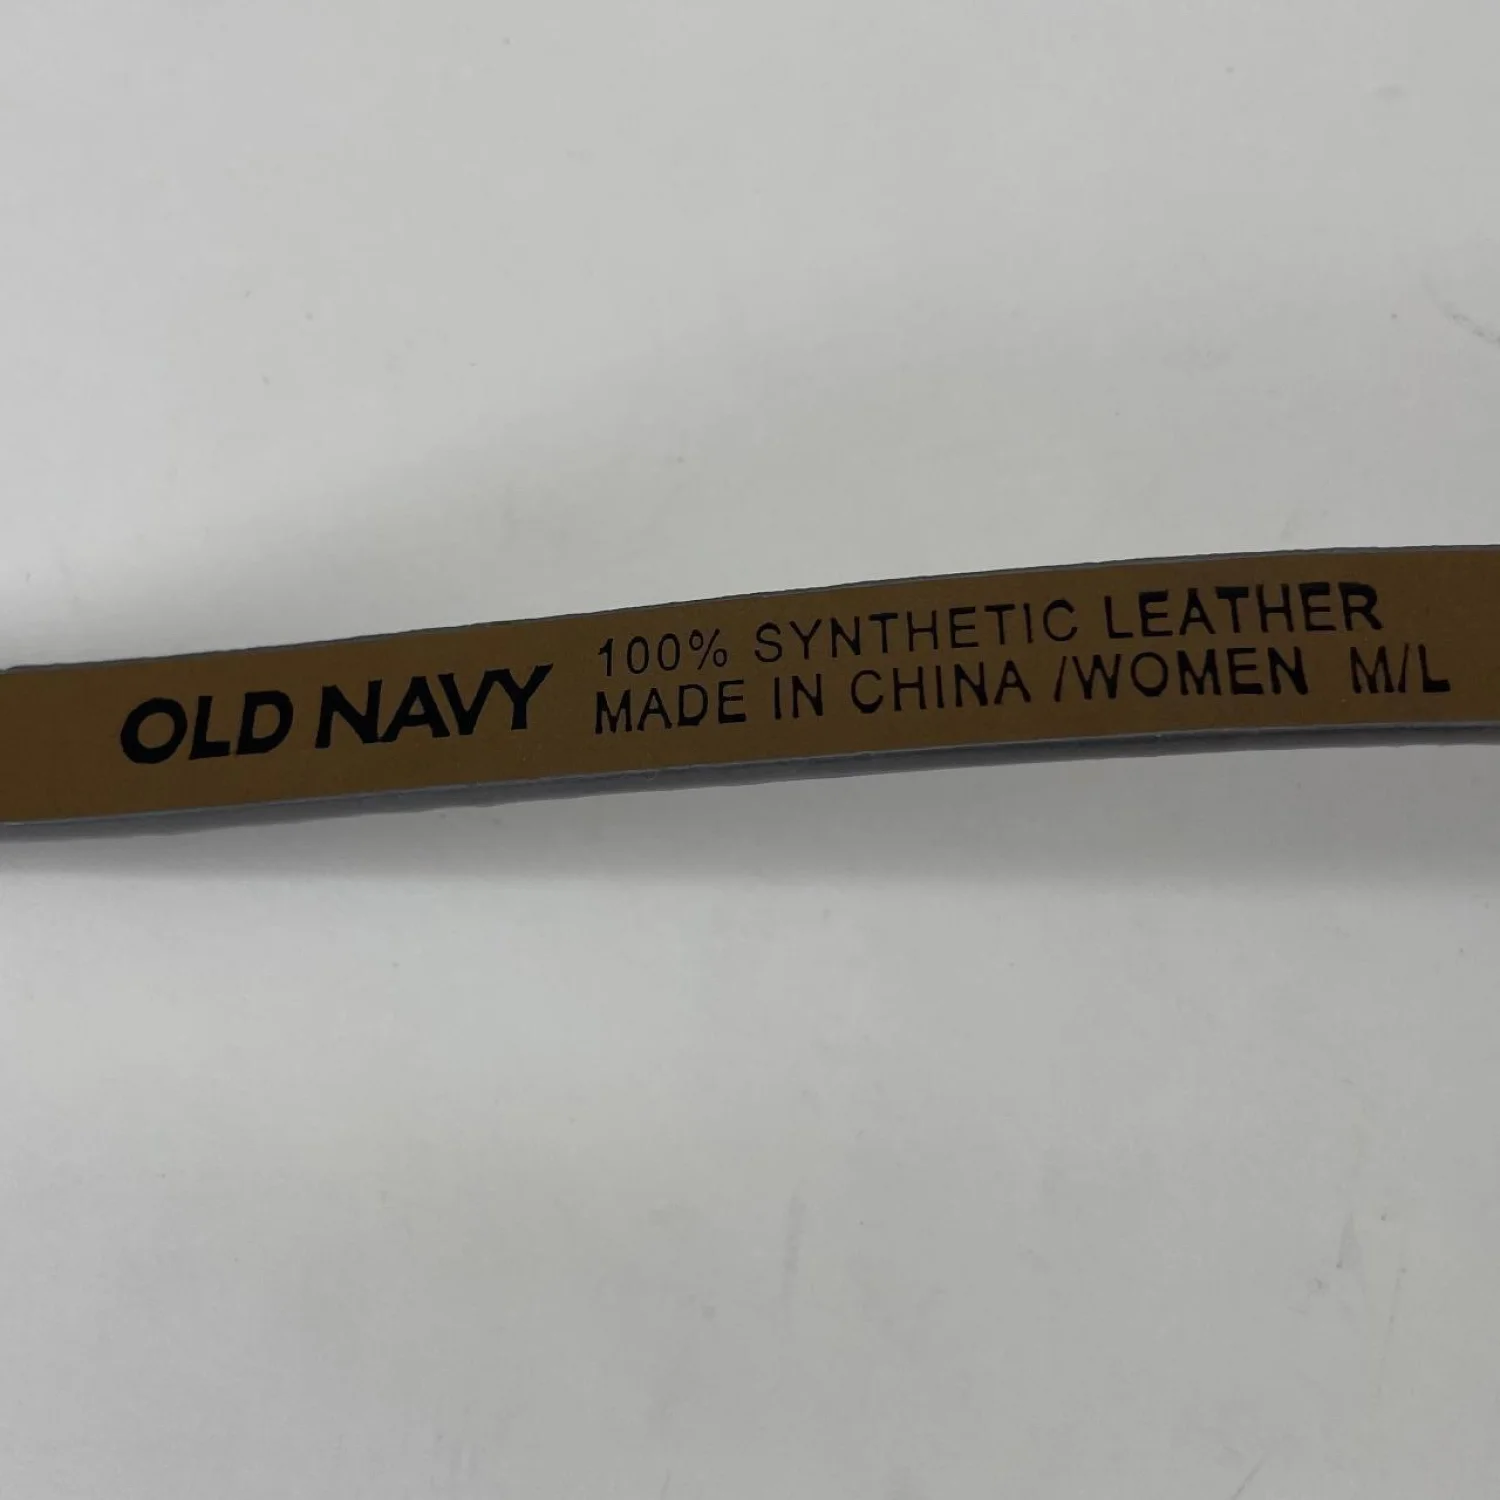 OLD NAVY
100% SYNTHETIC LEATHER
MADE IN CHINA /WOMEN M/L